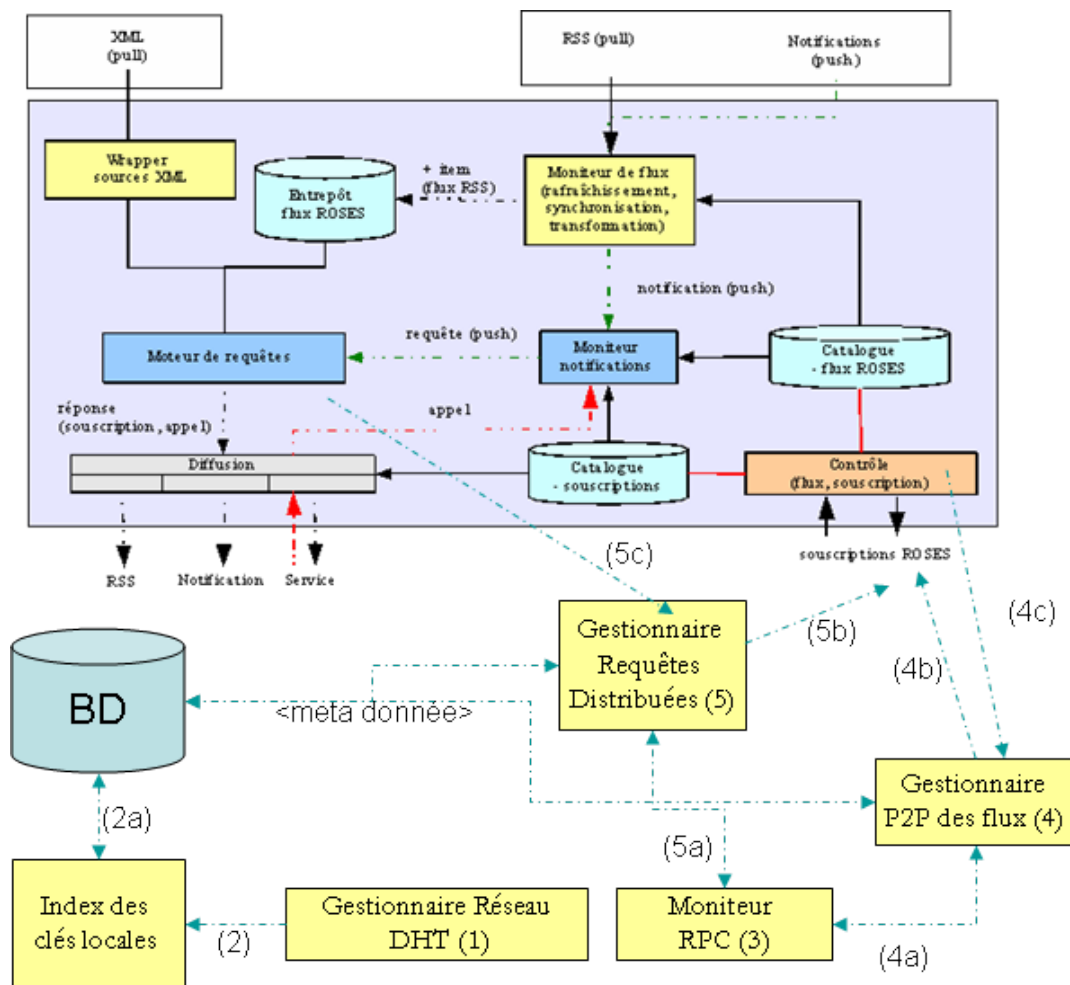 XML
(pull)
RSS (pull)
Notifications
(push)
Wrapper
sources XML
Entrepôt
flux ROSES
+ item
(flux RSS)
Moniteur de flux
(rafraîchissement,
synchronisation,
transformation)
notification (push)
requête (push)
Moteur de requêtes
Moniteur
notifications
Catalogue
- flux ROSES
réponse
(souscription, appel)
appel
Diffusion
Catalogue
- souscriptions
Contrôle
(flux, souscription)
RSS
Notification
Service
souscriptions ROSES
(5c)
(4c)
Gestionnaire
Requêtes
Distribuées (5)
(5b)
(4b)
BD
<meta donnée>
Gestionnaire
P2P des flux (4)
(2a)
(5a)
Index des
clés locales
(2)
Gestionnaire Réseau
DHT (1)
Moniteur
RPC (3)
(4a)